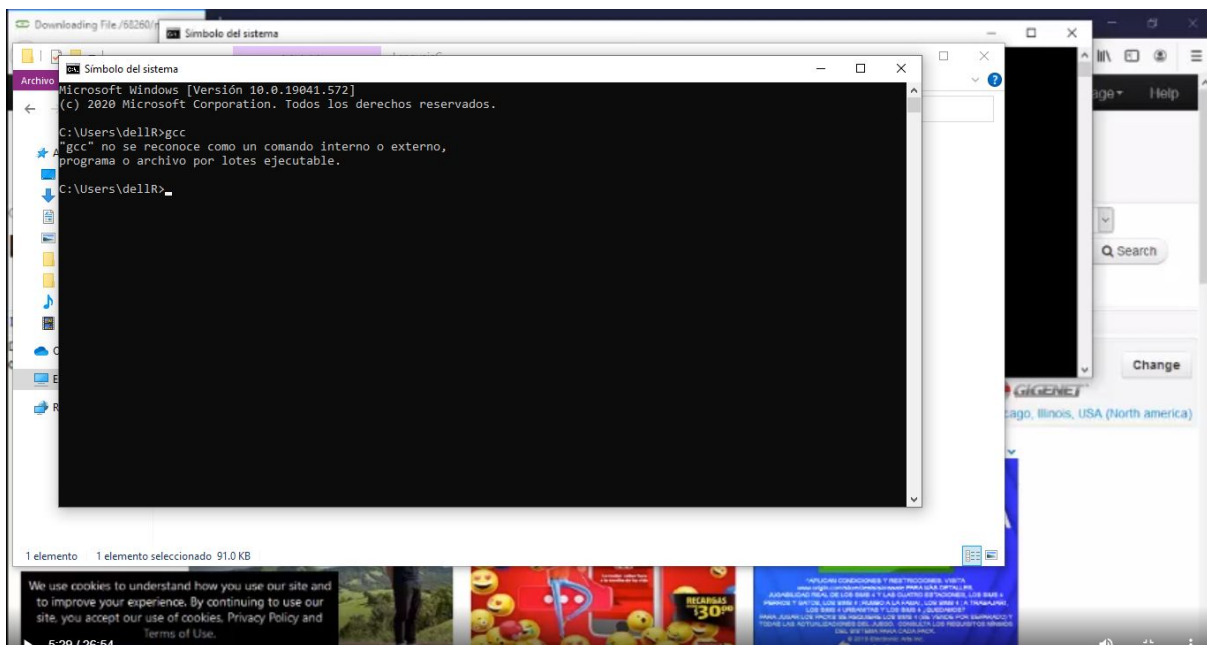 Downloading File /68260/
Símbolo del sistema
Archivo
Símbolo del sistema
Microsoft Windows [Versión 10.0.19041.572]
(c) 2020 Microsoft Corporation. Todos los derechos reservados.
C:\Users\dellR>gcc
"gcc" no se reconoce como un comando interno o externo,
programa o archivo por lotes ejecutable.
C:\Users\dellR>
Help
Search
Change
GIGENET
cago, Illinois, USA (North america)
1 elemento 1 elemento seleccionado 91.0 KB
We use cookies to understand how you use our site and
to improve your experience. By continuing to use our
site, you accept our use of cookies, Privacy Policy and
Terms of Use.
RECARGAS
$30
5:29 / 26:54